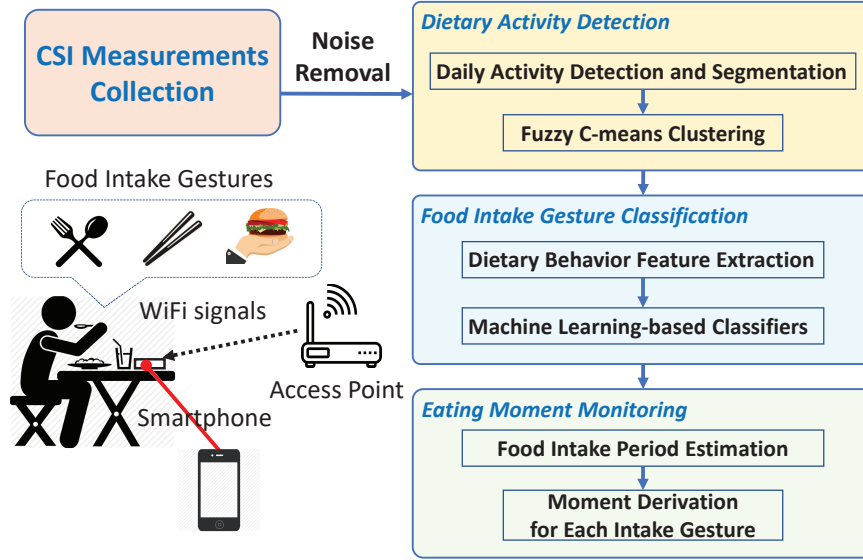 CSI Measurements
Collection
Noise
Removal
Dietary Activity Detection
Daily Activity Detection and Segmentation
Fuzzy C-means Clustering
Food Intake Gestures
WiFi signals
Access Point
Smartphone
Food Intake Gesture Classification
Dietary Behavior Feature Extraction
Machine Learning-based Classifiers
Eating Moment Monitoring
Food Intake Period Estimation
Moment Derivation
for Each Intake Gesture